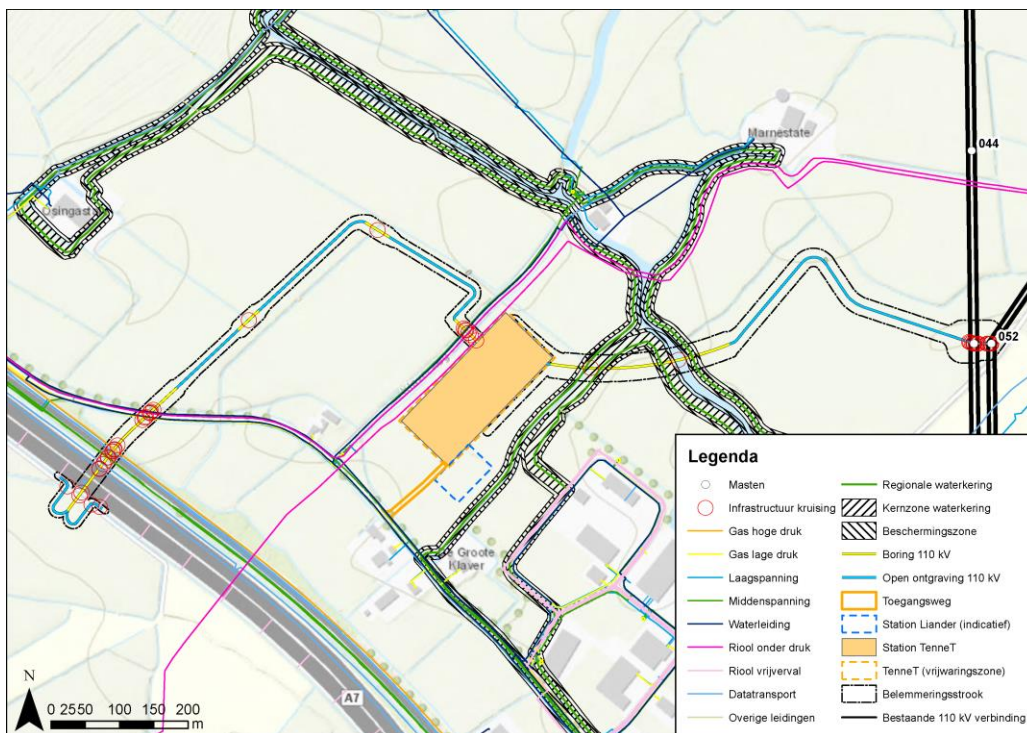 Marnestate
044
Osingasta
052
e Groote
Klaver
A7
N
0 25 50 100 150 200
m
Legenda
Masten
Infrastructuur kruising
Gas hoge druk
Gas lage druk
Laagspanning
Middenspanning
Waterleiding
Riool onder druk
Riool vrijverval
Datatransport
Overige leidingen
Regionale waterkering
Kernzone waterkering
Beschermingszone
Boring 110 kV
Open ontgraving 110 kV
Toegangsweg
Station Liander (indicatief)
Station TenneT
TenneT (vrijwaringszone)
Belemmeringsstrook
Bestaande 110 kV verbinding